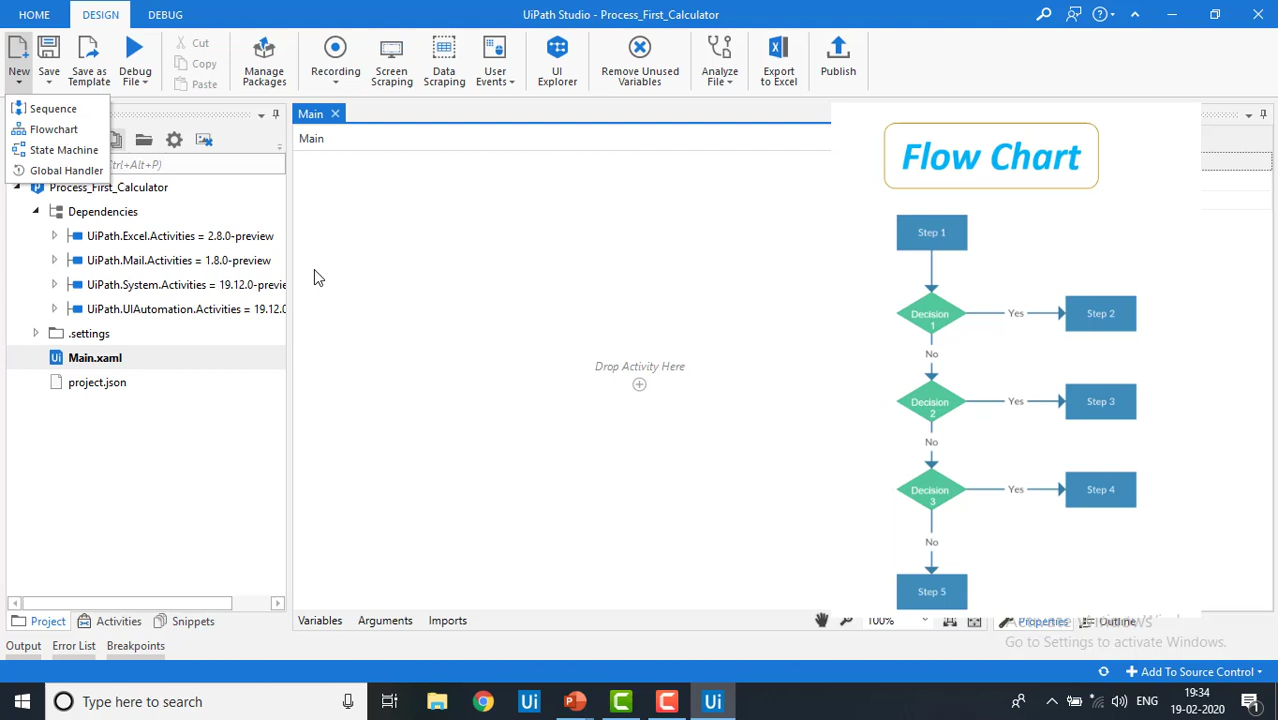 HOME
DESIGN
DEBUG
UiPath Studio - Process_First_Calculator
New
Save
Save as Template
Debug File
Cut
Copy
Paste
Manage Packages
Recording
Screen Scraping
Data Scraping
User Events
UI Explorer
Remove Unused Variables
Analyze File
Export to Excel
Publish
Sequence
Flowchart
State Machine
Global Handler
Ctrl+Alt+P)
Process_First_Calculator
Dependencies
UiPath.Excel.Activities = 2.8.0-preview
UiPath.Mail.Activities = 1.8.0-preview
UiPath.System.Activities = 19.12.0-previe
UiPath.UIAutomation.Activities = 19.12.0
.settings
Main.xaml
project.json
Main
Main
Drop Activity Here
Flow Chart
Step 1
Decision 1
Yes
Step 2
No
Decision 2
Yes
Step 3
No
Decision 3
Yes
Step 4
No
Step 5
Project
Activities
Snippets
Variables
Arguments
Imports
100%
Properties
Outline
Go to Settings to activate Windows.
Output
Error List
Breakpoints
Add To Source Control
Type here to search
ENG
19:34
19-02-2020
1